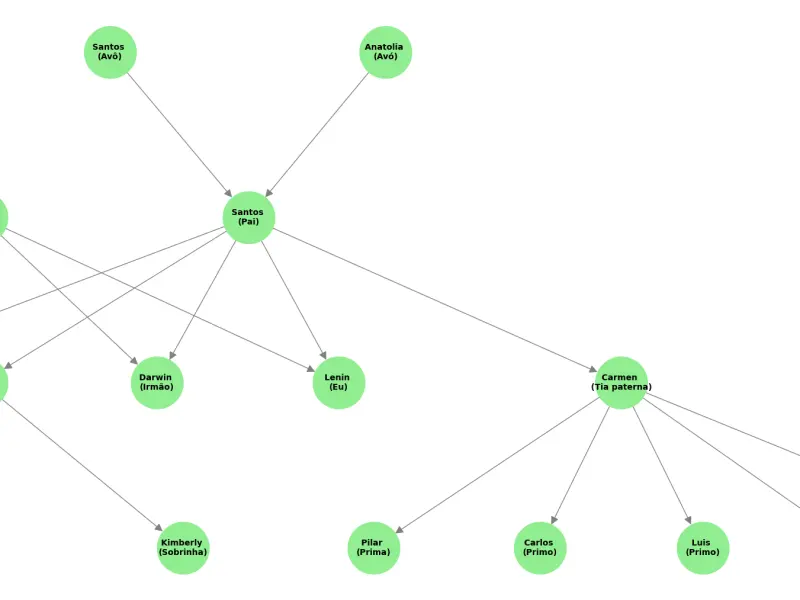 Santos
(Avô)
Anatolia
(Avó)
Santos
(Pai)
Darwin
(Irmão)
Lenin
(Eu)
Carmen
(Tia paterna)
Kimberly
(Sobrinha)
Pilar
(Prima)
Carlos
(Primo)
Luis
(Primo)